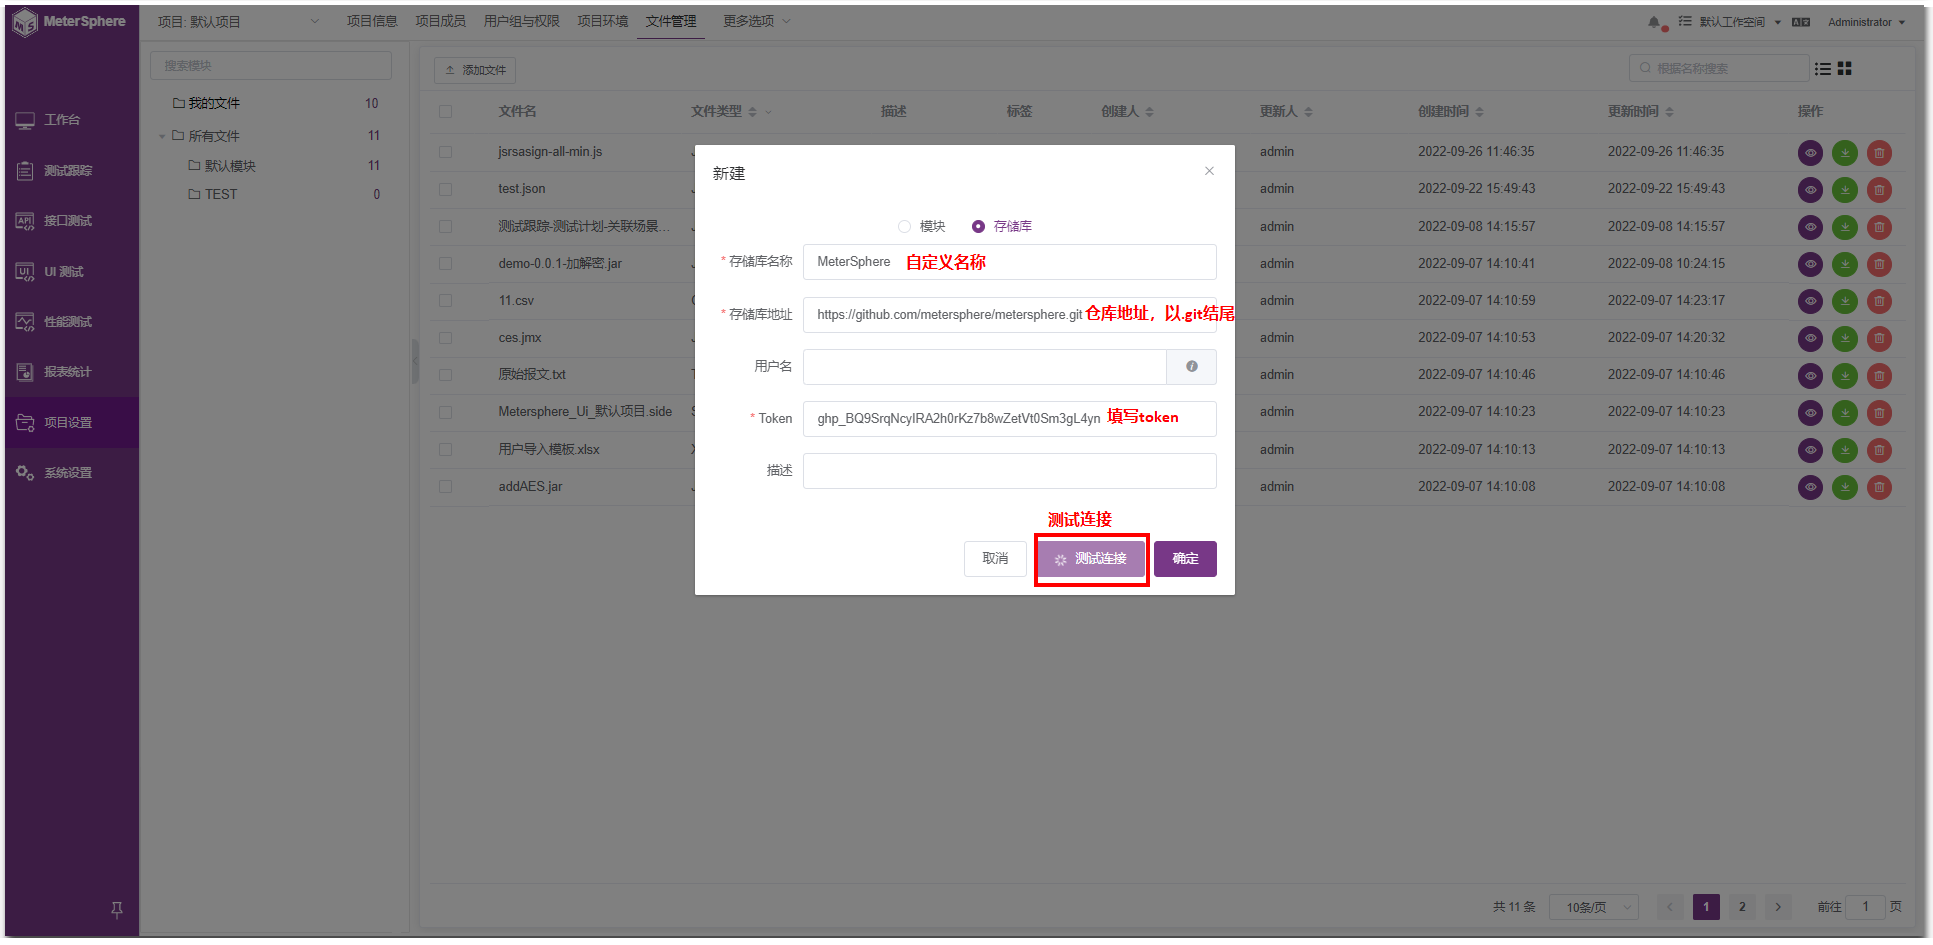 MeterSphere
项目: 默认项目
项目信息
项目成员
用户组与权限
项目环境
文件管理
更多选项
默认工作空间
Administrator
工作台
测试跟踪
接口测试
UI 测试
性能测试
报表统计
项目设置
系统设置
搜索模块
我的文件 10
所有文件 11
默认模块 11
TEST 0
添加文件
根据名称搜索
文件名 文件类型 描述 标签 创建人 更新人 创建时间 更新时间 操作
jsrsasign-all-min.js admin 2022-09-26 11:46:35 2022-09-26 11:46:35
test.json admin 2022-09-22 15:49:43 2022-09-22 15:49:43
测试跟踪-测试计划-关联场景... admin 2022-09-08 14:15:57 2022-09-08 14:15:57
demo-0.0.1-加解密.jar admin 2022-09-07 14:10:41 2022-09-08 10:24:15
11.csv admin 2022-09-07 14:10:59 2022-09-07 14:23:17
ces.jmx admin 2022-09-07 14:10:53 2022-09-07 14:20:32
原始报文.txt admin 2022-09-07 14:10:46 2022-09-07 14:10:46
Metersphere_Ui_默认项目.side admin 2022-09-07 14:10:23 2022-09-07 14:10:23
用户导入模板.xlsx admin 2022-09-07 14:10:13 2022-09-07 14:10:13
addAES.jar admin 2022-09-07 14:10:08 2022-09-07 14:10:08
新建
模块 存储库
* 存储库名称 MeterSphere 自定义名称
* 存储库地址 https://github.com/metersphere/metersphere.git 仓库地址，以.git结尾
用户名
* Token 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 填写token
描述
测试连接
取消 测试连接 确定
共 11 条 10条/页 1 2 前往 1 页